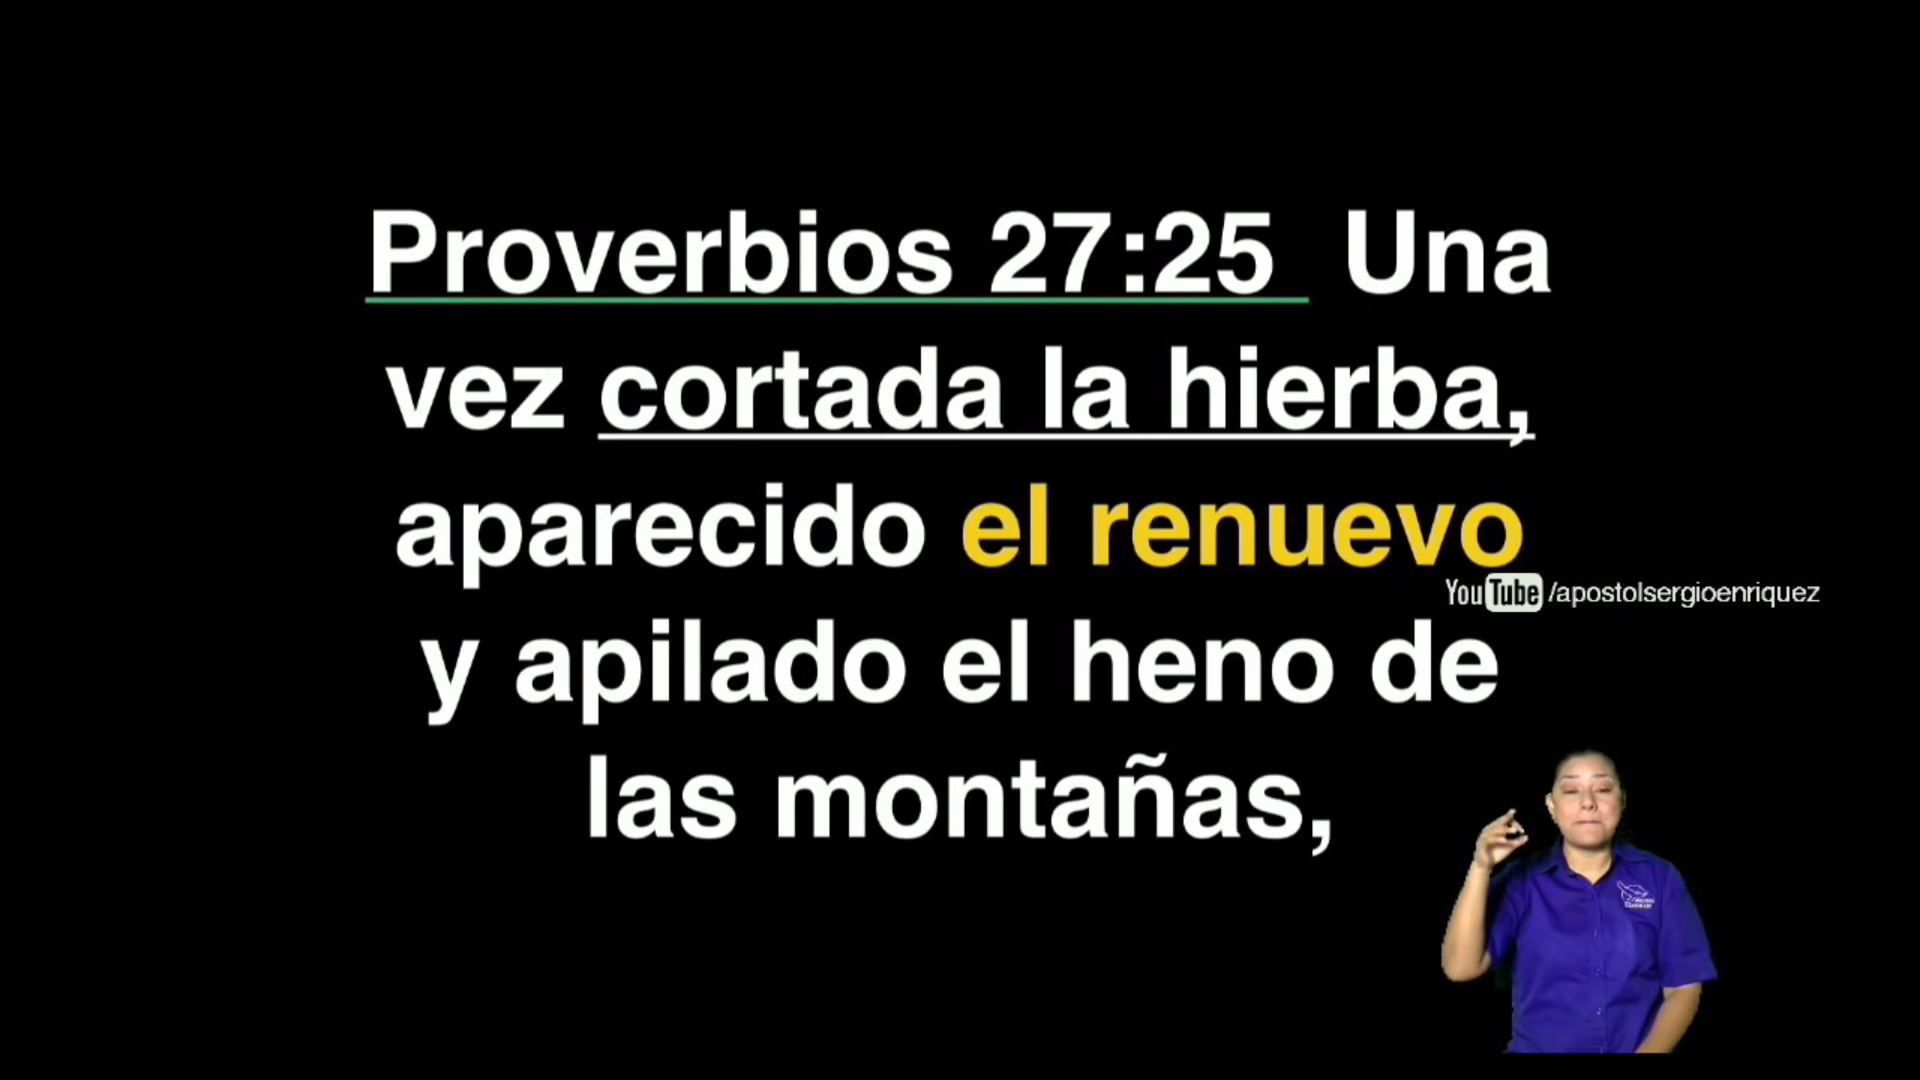 Proverbios 27:25 Una
vez cortada la hierba,
aparecido el renuevo
YouTube /apostolsergioenriquez
y apilado el heno de
las montañas,